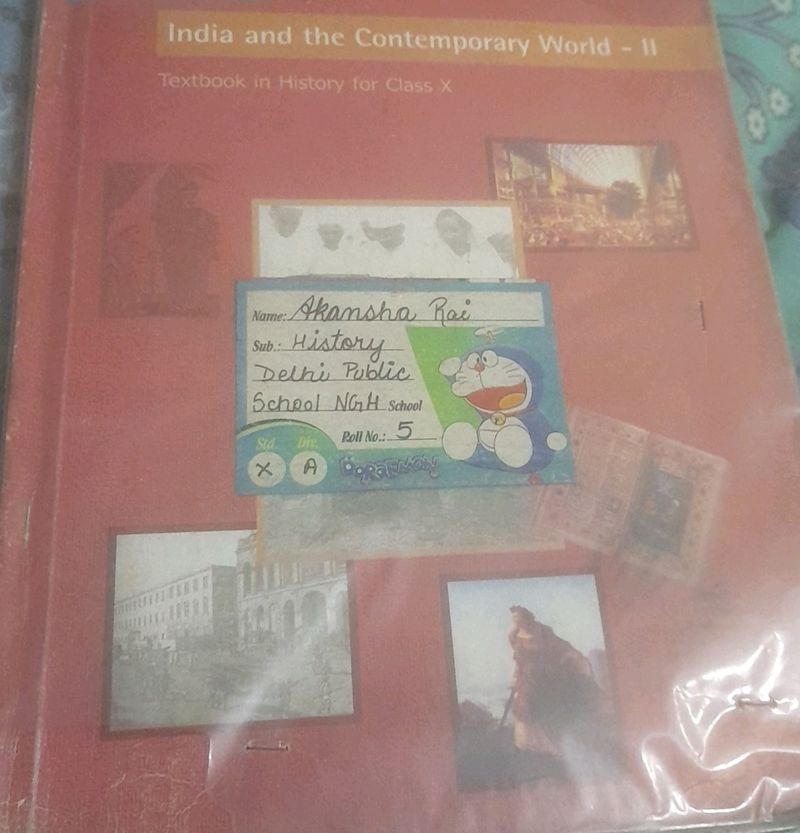 India and the Contemporary World - II
Textbook in History for Class X
Name: Akansha Rai
Sub.: History
Delhi Public
School NGH School
Roll No.: 5
Std. Div.
X A
DORAEMON